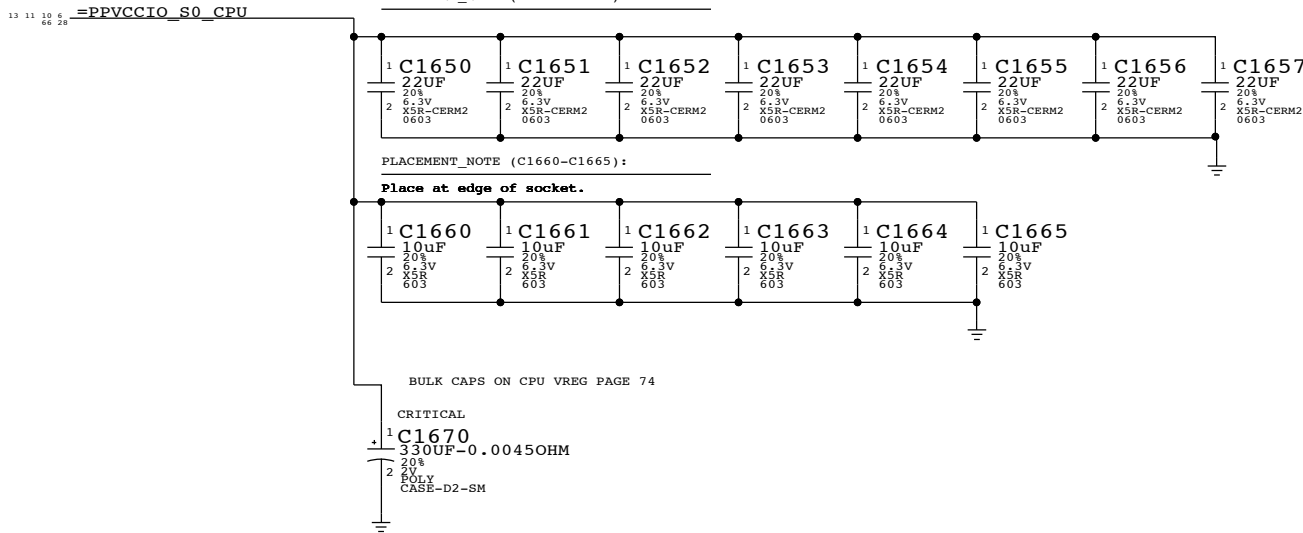 13 11 10 6
66 28
=PPVCCIO_S0_CPU
1 C1650
22UF
20%
6.3V
2 X5R-CERM2
0603
1 C1651
22UF
20%
6.3V
2 X5R-CERM2
0603
1 C1652
22UF
20%
6.3V
2 X5R-CERM2
0603
1 C1653
22UF
20%
6.3V
2 X5R-CERM2
0603
1 C1654
22UF
20%
6.3V
2 X5R-CERM2
0603
1 C1655
22UF
20%
6.3V
2 X5R-CERM2
0603
1 C1656
22UF
20%
6.3V
2 X5R-CERM2
0603
1 C1657
22UF
20%
6.3V
2 X5R-CERM2
0603
PLACEMENT_NOTE (C1660-C1665):
Place at edge of socket.
1 C1660
10uF
20%
6.3V
2 X5R
603
1 C1661
10uF
20%
6.3V
2 X5R
603
1 C1662
10uF
20%
6.3V
2 X5R
603
1 C1663
10uF
20%
6.3V
2 X5R
603
1 C1664
10uF
20%
6.3V
2 X5R
603
1 C1665
10uF
20%
6.3V
2 X5R
603
BULK CAPS ON CPU VREG PAGE 74
CRITICAL
1 C1670
+
330UF-0.0045OHM
20%
2 2V
POLY
CASE-D2-SM